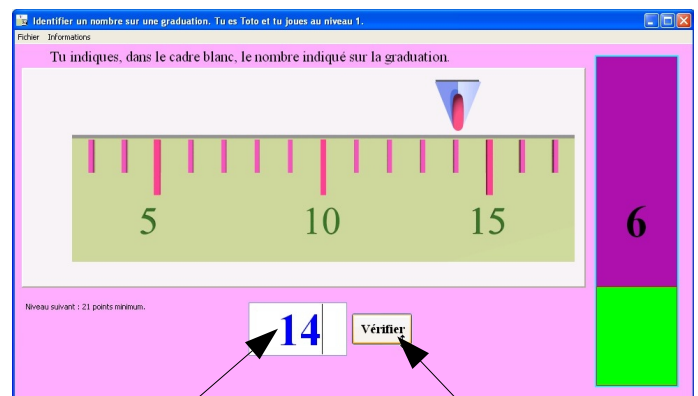 Identifier un nombre sur une graduation. Tu es Toto et tu joues au niveau 1.
Fichier Informations
Tu indiques, dans le cadre blanc, le nombre indiqué sur la graduation.
5 10 15
6
Niveau suivant : 21 points minimum.
14 Vérifier